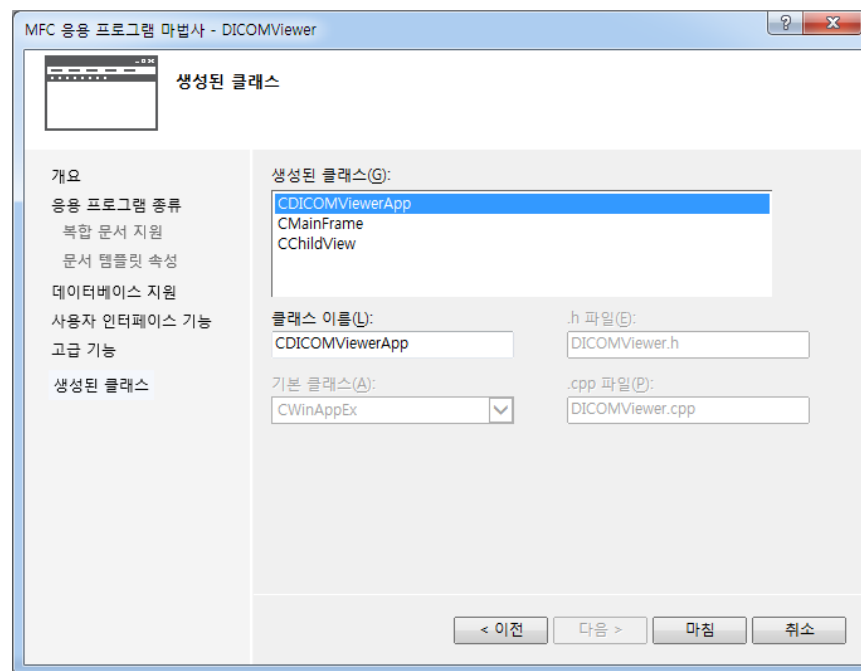 MFC 응용 프로그램 마법사 - DICOMViewer
생성된 클래스
개요
응용 프로그램 종류
복합 문서 지원
문서 템플릿 속성
데이터베이스 지원
사용자 인터페이스 기능
고급 기능
생성된 클래스
생성된 클래스(G):
CDICOMViewerApp
CMainFrame
CChildView
클래스 이름(L):
.h 파일(E):
CDICOMViewerApp
DICOMViewer.h
기본 클래스(A):
.cpp 파일(P):
CWinAppEx
DICOMViewer.cpp
< 이전
다음 >
마침
취소